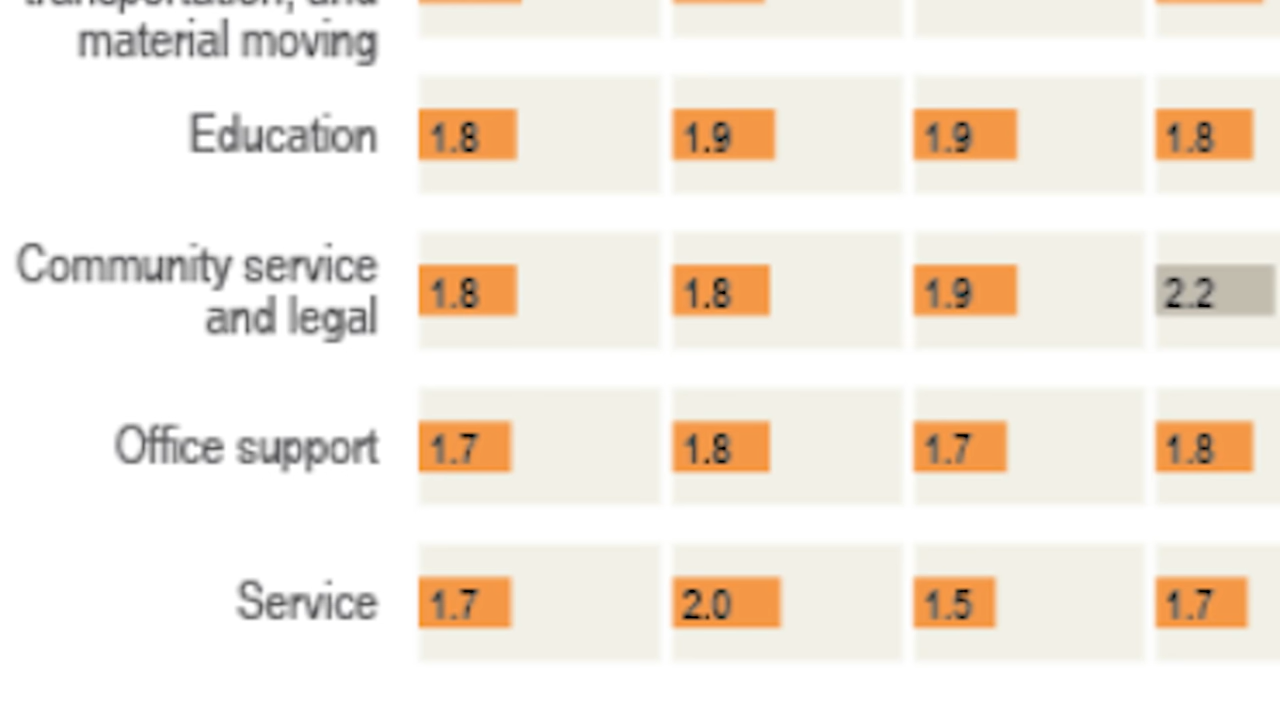 transportation, and
material moving
Education 1.8 1.9 1.9 1.8
Community service
and legal 1.8 1.8 1.9 2.2
Office support 1.7 1.8 1.7 1.8
Service 1.7 2.0 1.5 1.7